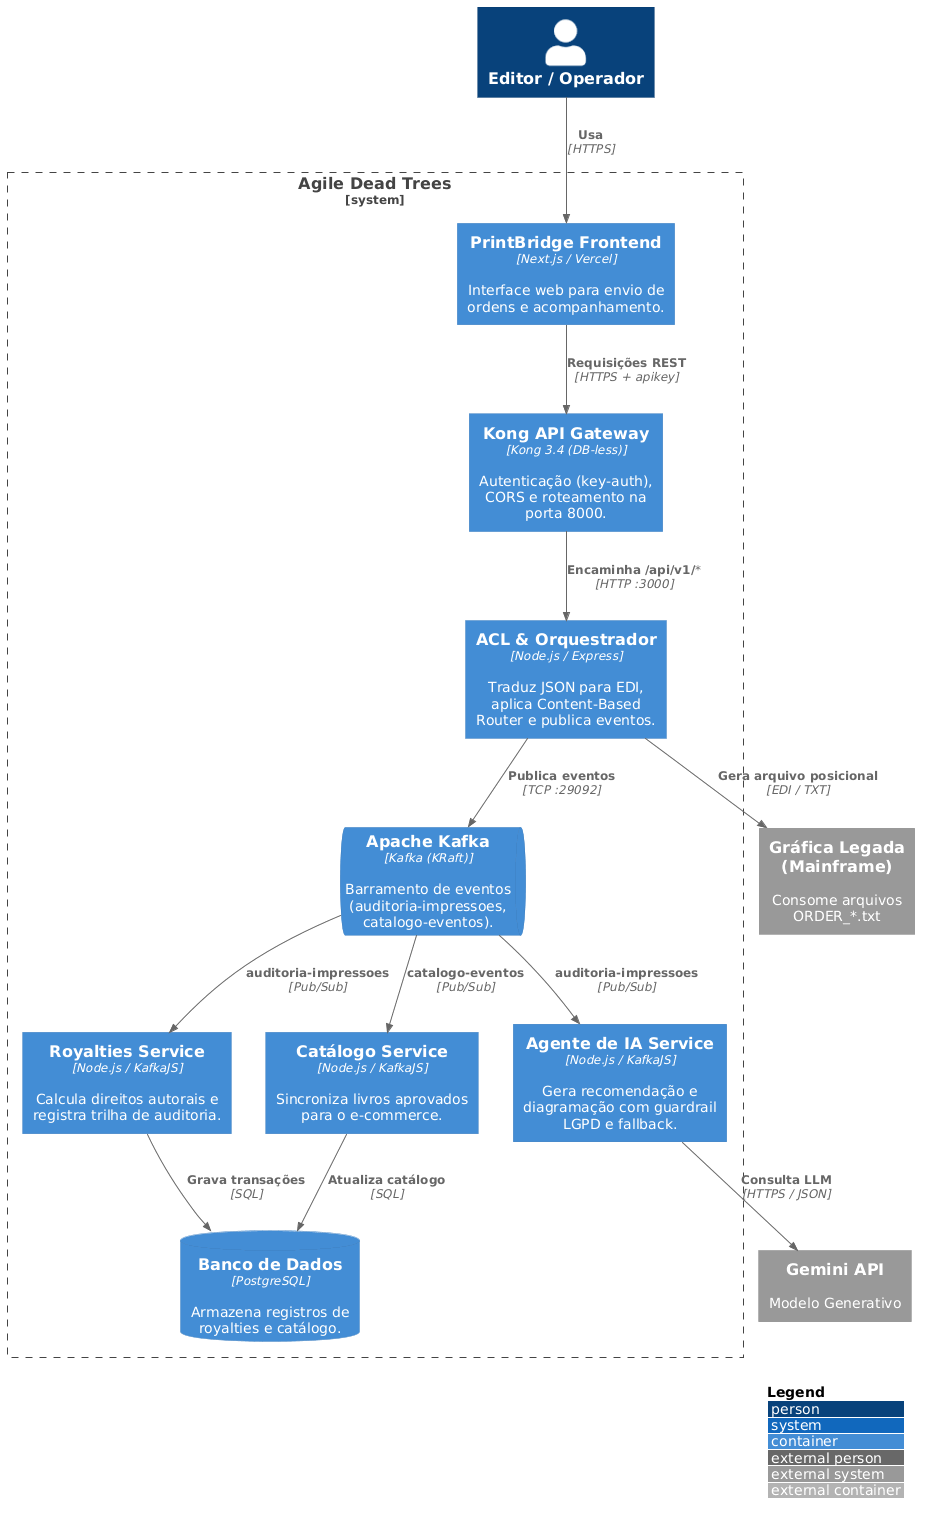 Editor / Operador
Usa
[HTTPS]
Agile Dead Trees
[system]
PrintBridge Frontend
[Next.js / Vercel]
Interface web para envio de
ordens e acompanhamento.
Requisições REST
[HTTPS + apikey]
Kong API Gateway
[Kong 3.4 (DB-less)]
Autenticação (key-auth),
CORS e roteamento na
porta 8000.
Encaminha /api/v1/*
[HTTP :3000]
ACL & Orquestrador
[Node.js / Express]
Traduz JSON para EDI,
aplica Content-Based
Router e publica eventos.
Publica eventos
[TCP :29092]
Gera arquivo posicional
[EDI / TXT]
Apache Kafka
[Kafka (KRaft)]
Barramento de eventos
(auditoria-impressoes,
catalogo-eventos).
Gráfica Legada
(Mainframe)
Consome arquivos
ORDER_*.txt
auditoria-impressoes
[Pub/Sub]
catalogo-eventos
[Pub/Sub]
auditoria-impressoes
[Pub/Sub]
Royalties Service
[Node.js / KafkaJS]
Calcula direitos autorais e
registra trilha de auditoria.
Catálogo Service
[Node.js / KafkaJS]
Sincroniza livros aprovados
para o e-commerce.
Agente de IA Service
[Node.js / KafkaJS]
Gera recomendação e
diagramação com guardrail
LGPD e fallback.
Grava transações
[SQL]
Atualiza catálogo
[SQL]
Consulta LLM
[HTTPS / JSON]
Banco de Dados
[PostgreSQL]
Armazena registros de
royalties e catálogo.
Gemini API
Modelo Generativo
Legend
person
system
container
external person
external system
external container